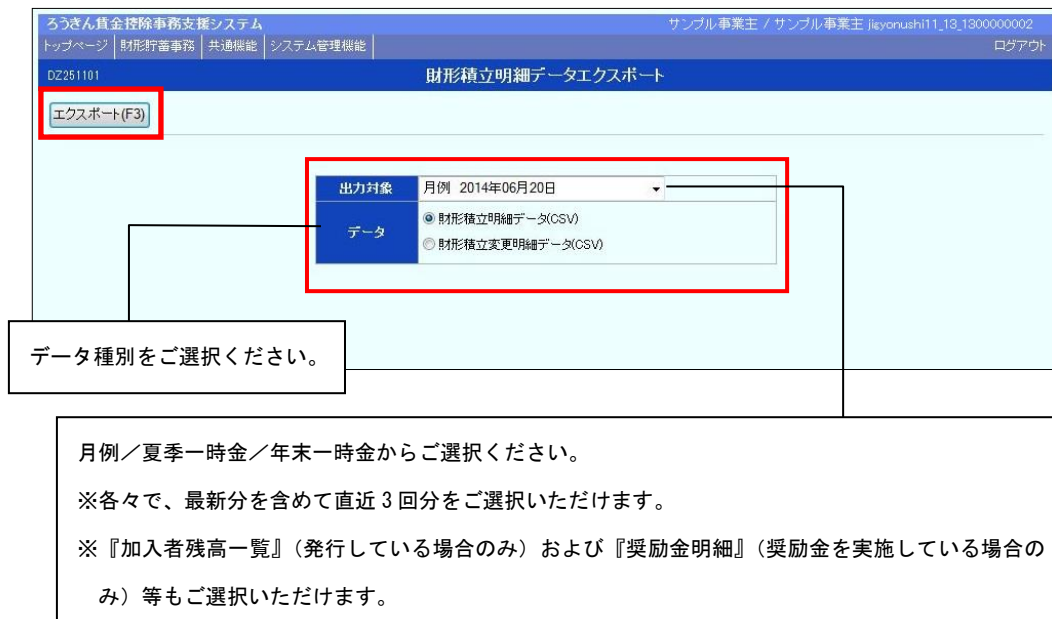 ろうきん賃金控除事務支援システム
サンプル事業主 / サンプル事業主 jigyonushi11_13_1300000002
トップページ 財形貯蓄事務 共通機能 システム管理機能
ログアウト
DZ251101
財形積立明細データエクスポート
エクスポート(F3)
出力対象 月例 2014年06月20日
データ
財形積立明細データ(CSV)
財形積立変更明細データ(CSV)
データ種別をご選択ください。
月例／夏季一時金／年末一時金からご選択ください。
※各々で、最新分を含めて直近3回分をご選択いただけます。
※『加入者残高一覧』（発行している場合のみ）および『奨励金明細』（奨励金を実施している場合の
み）等もご選択いただけます。